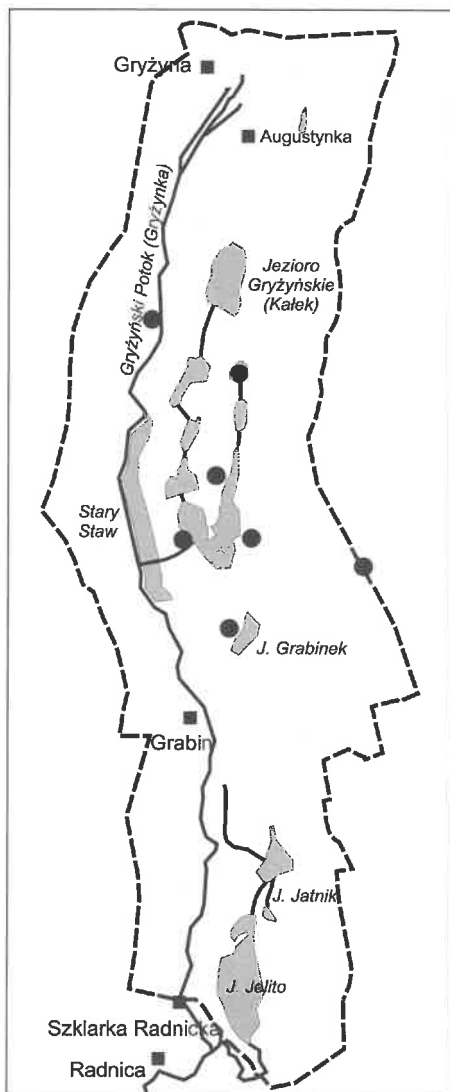 Gryżyna
Augustynka
Gryżyński Potok (Gryżynka)
Jezioro
Gryżyńskie
(Kałek)
Stary
Staw
J. Grabinek
Grabin
J. Jatnik
J. Jelito
Szklarka Radnicka
Radnica